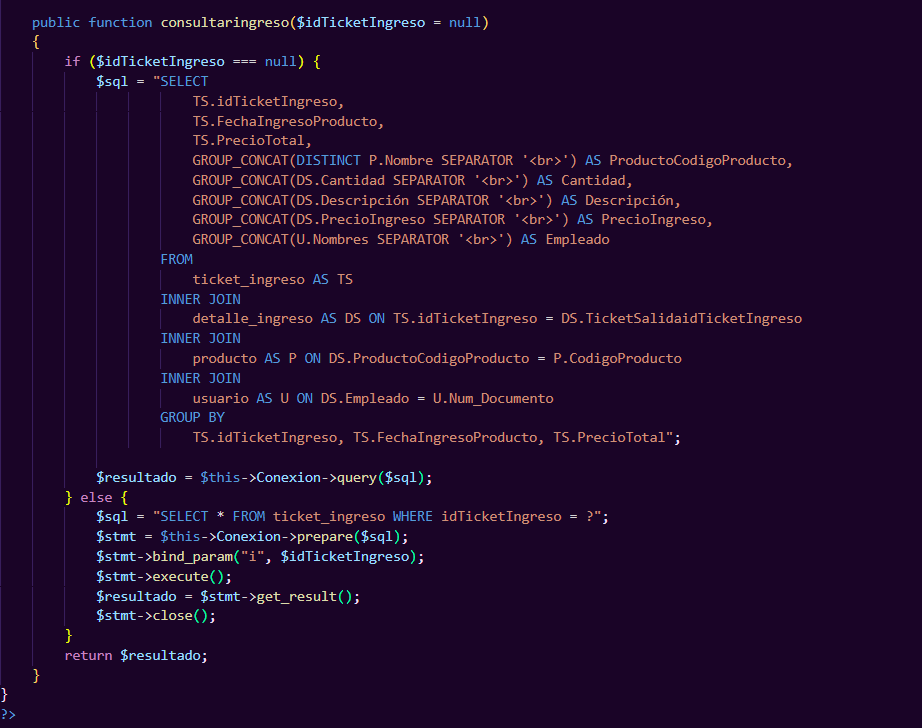 public function consultaringreso($idTicketIngreso = null)
{
if ($idTicketIngreso === null) {
$sql = "SELECT
TS.idTicketIngreso,
TS.FechaIngresoProducto,
TS.PrecioTotal,
GROUP_CONCAT(DISTINCT P.Nombre SEPARATOR '<br>') AS ProductoCodigoProducto,
GROUP_CONCAT(DS.Cantidad SEPARATOR '<br>') AS Cantidad,
GROUP_CONCAT(DS.Descripción SEPARATOR '<br>') AS Descripción,
GROUP_CONCAT(DS.PrecioIngreso SEPARATOR '<br>') AS PrecioIngreso,
GROUP_CONCAT(U.Nombres SEPARATOR '<br>') AS Empleado
FROM
ticket_ingreso AS TS
INNER JOIN
detalle_ingreso AS DS ON TS.idTicketIngreso = DS.TicketSalidaidTicketIngreso
INNER JOIN
producto AS P ON DS.ProductoCodigoProducto = P.CodigoProducto
INNER JOIN
usuario AS U ON DS.Empleado = U.Num_Documento
GROUP BY
TS.idTicketIngreso, TS.FechaIngresoProducto, TS.PrecioTotal";
$resultado = $this->Conexion->query($sql);
} else {
$sql = "SELECT * FROM ticket_ingreso WHERE idTicketIngreso = ?";
$stmt = $this->Conexion->prepare($sql);
$stmt->bind_param("i", $idTicketIngreso);
$stmt->execute();
$resultado = $stmt->get_result();
$stmt->close();
}
return $resultado;
}
}
?>